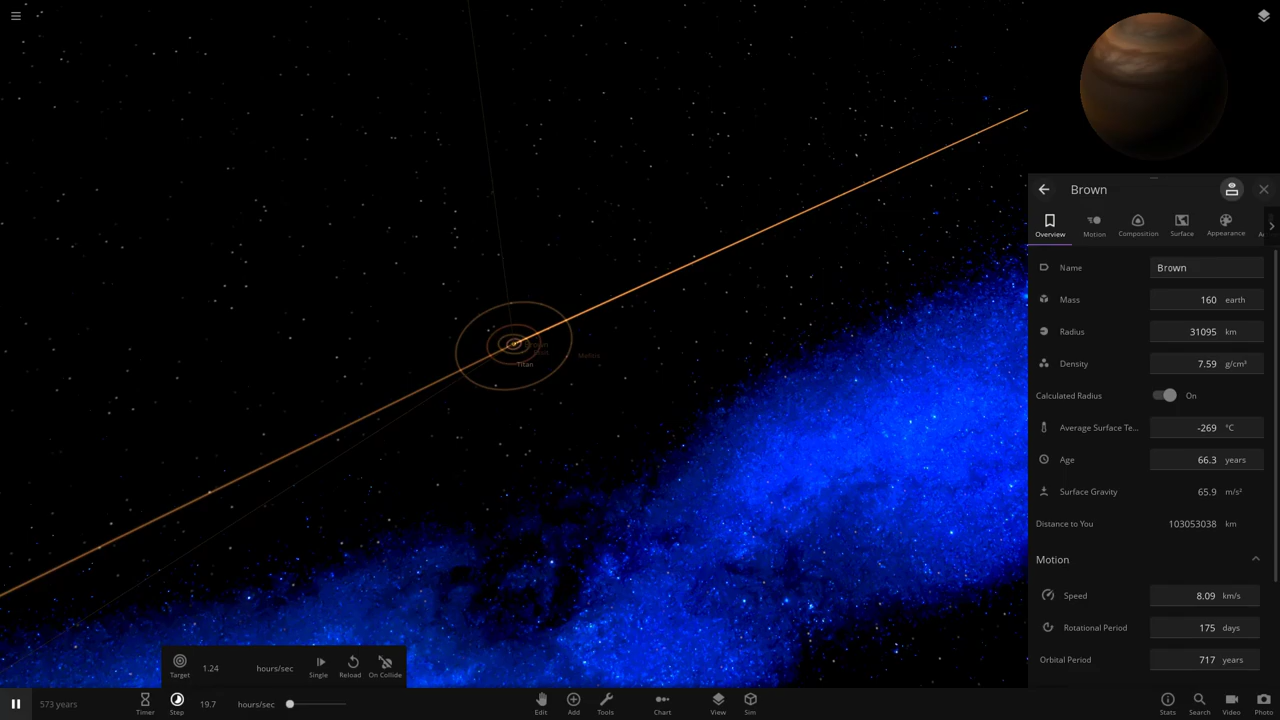 Brown
Overview
Motion
Composition
Surface
Appearance
Name
Brown
Mass
160 earth
Radius
31095 km
Density
7.59 g/cm³
Calculated Radius
On
Average Surface Te...
-269 °C
Age
66.3 years
Surface Gravity
65.9 m/s²
Distance to You
103053038 km
Motion
Speed
8.09 km/s
Rotational Period
175 days
Orbital Period
717 years
Titan
Target
1.24 hours/sec
Single
Reload
On Collide
573 years
Timer
Step
19.7 hours/sec
Edit
Add
Tools
Chart
View
Sim
Stats
Search
Video
Photo